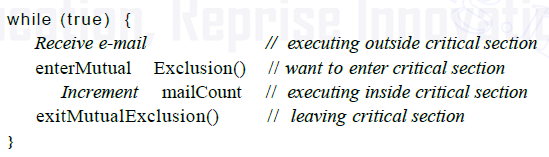 while (true) {
Receive e-mail // executing outside critical section
enterMutual Exclusion() // want to enter critical section
Increment mailCount // executing inside critical section
exitMutualExclusion() // leaving critical section
}